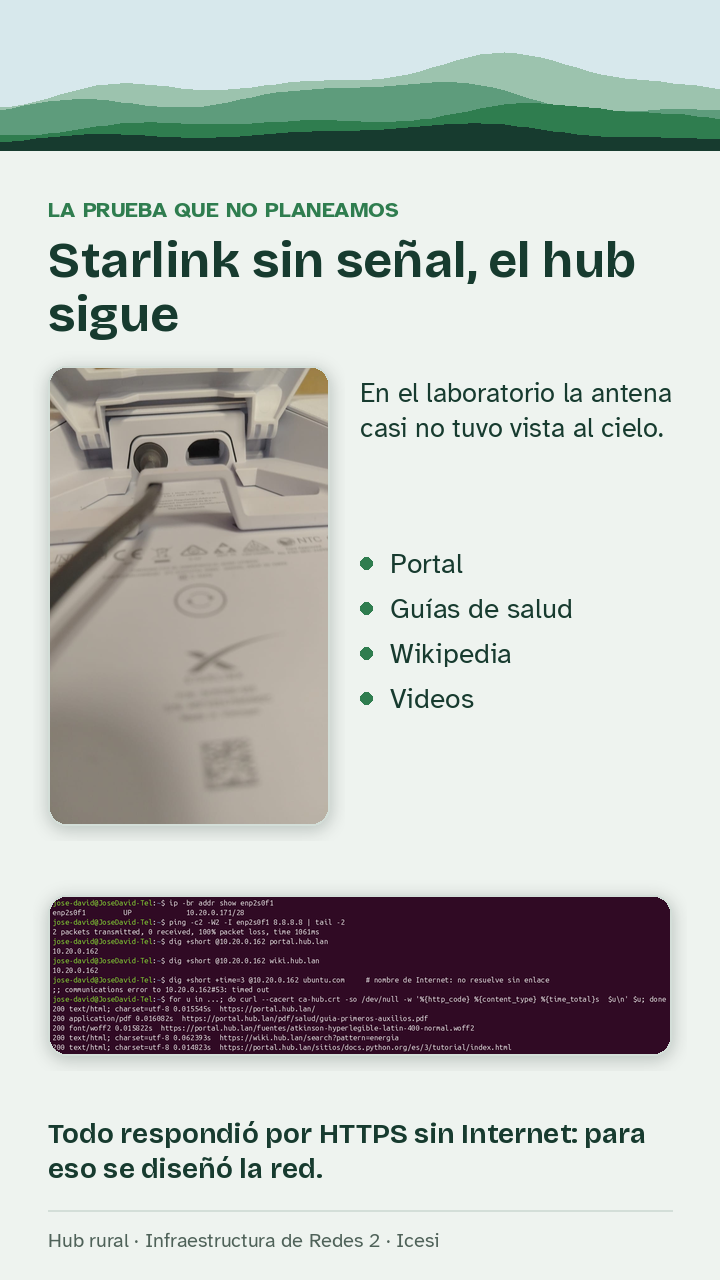 LA PRUEBA QUE NO PLANEAMOS
Starlink sin señal, el hub
sigue
En el laboratorio la antena
casi no tuvo vista al cielo.
Portal
Guías de salud
Wikipedia
Videos
jose-david@JoseDavid-Tel:~$ ip -br addr show enp2s0f1
enp2s0f1 UP 10.20.0.171/28
jose-david@JoseDavid-Tel:~$ ping -c2 -W2 -I enp2s0f1 8.8.8.8 | tail -2
2 packets transmitted, 0 received, 100% packet loss, time 1061ms
jose-david@JoseDavid-Tel:~$ dig +short @10.20.0.162 portal.hub.lan
10.20.0.162
jose-david@JoseDavid-Tel:~$ dig +short @10.20.0.162 wiki.hub.lan
10.20.0.162
jose-david@JoseDavid-Tel:~$ dig +short +time=3 @10.20.0.162 ubuntu.com # nombre de Internet: no resuelve sin enlace
;; communications error to 10.20.0.162#53: timed out
jose-david@JoseDavid-Tel:~$ for u in ...; do curl --cacert ca-hub.crt -so /dev/null -w '%{http_code} %{content_type} %{time_total}s $u\n' $u; done
200 text/html; charset=utf-8 0.015545s https://portal.hub.lan/
200 application/pdf 0.016082s https://portal.hub.lan/pdf/salud/guia-primeros-auxilios.pdf
200 font/woff2 0.015822s https://portal.hub.lan/fuentes/atkinson-hyperlegible-latin-400-normal.woff2
200 text/html; charset=utf-8 0.062393s https://wiki.hub.lan/search?pattern=energia
200 text/html; charset=utf-8 0.014823s https://portal.hub.lan/sitios/docs.python.org/es/3/tutorial/index.html
Todo respondió por HTTPS sin Internet: para
eso se diseñó la red.
Hub rural · Infraestructura de Redes 2 · Icesi